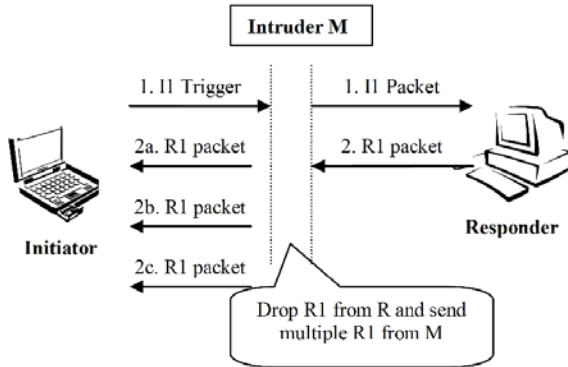 Intruder M
1. I1 Trigger
1. I1 Packet
2a. R1 packet
2. R1 packet
2b. R1 packet
Initiator
Responder
2c. R1 packet
Drop R1 from R and send
multiple R1 from M